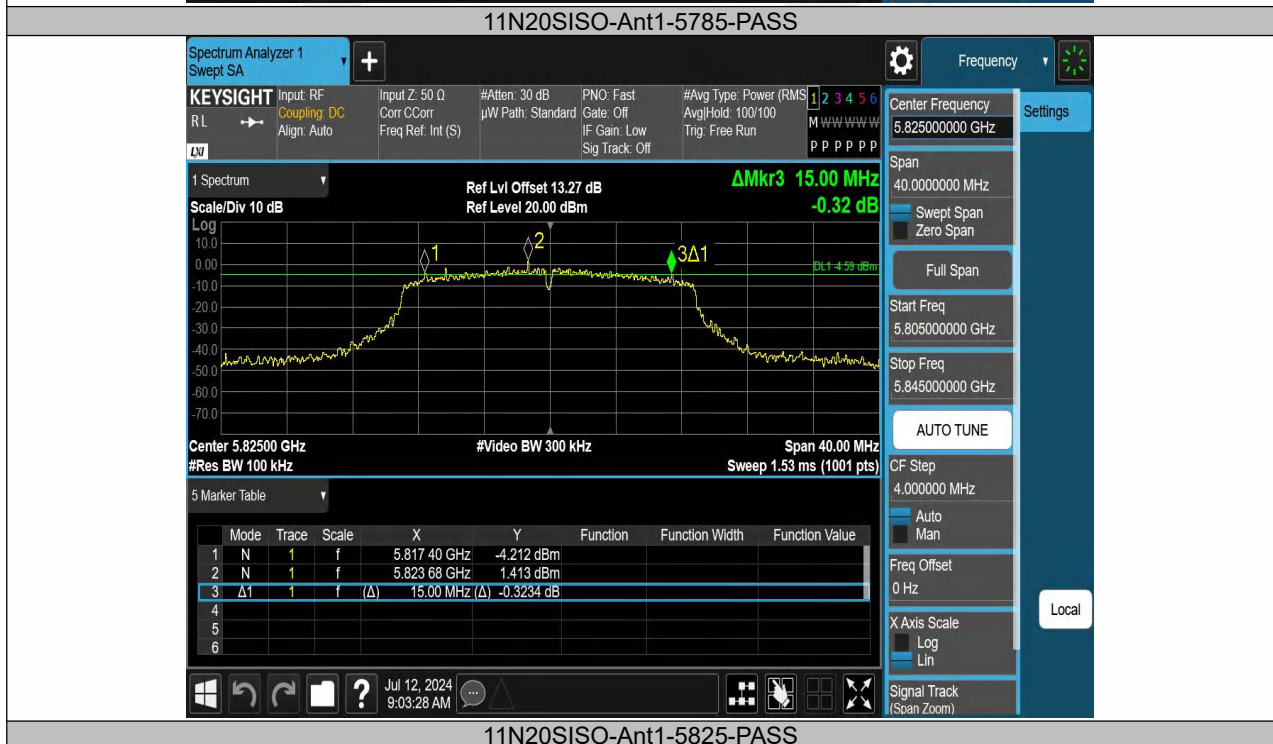 11N20SISO-Ant1-5785-PASS
Spectrum Analyzer 1
Swept SA
+
Frequency
KEYSIGHT
RL
LXI
Input: RF
Coupling: DC
Align: Auto
Input Z: 50 Ω
Corr CCorr
Freq Ref: Int (S)
#Atten: 30 dB
µW Path: Standard
PNO: Fast
Gate: Off
IF Gain: Low
Sig Track: Off
#Avg Type: Power (RMS
Avg|Hold: 100/100
Trig: Free Run
1 2 3 4 5 6
M W W W W W
P P P P P P
1 Spectrum
Scale/Div 10 dB
Ref Lvl Offset 13.27 dB
Ref Level 20.00 dBm
ΔMkr3 15.00 MHz
-0.32 dB
Log
10.0
0.00
-10.0
-20.0
-30.0
-40.0
-50.0
-60.0
-70.0
1
2
3Δ1
DL1 -4.59 dBm
Center 5.82500 GHz
#Res BW 100 kHz
#Video BW 300 kHz
Span 40.00 MHz
Sweep 1.53 ms (1001 pts)
5 Marker Table
Mode Trace Scale X Y Function Function Width Function Value
1 N 1 f 5.817 40 GHz -4.212 dBm
2 N 1 f 5.823 68 GHz 1.413 dBm
3 Δ1 1 f (Δ) 15.00 MHz (Δ) -0.3234 dB
4
5
6
?
Jul 12, 2024
9:03:28 AM
Center Frequency
5.825000000 GHz
Settings
Span
40.0000000 MHz
Swept Span
Zero Span
Full Span
Start Freq
5.805000000 GHz
Stop Freq
5.845000000 GHz
AUTO TUNE
CF Step
4.000000 MHz
Auto
Man
Freq Offset
0 Hz
Local
X Axis Scale
Log
Lin
Signal Track
(Span Zoom)
11N20SISO-Ant1-5825-PASS